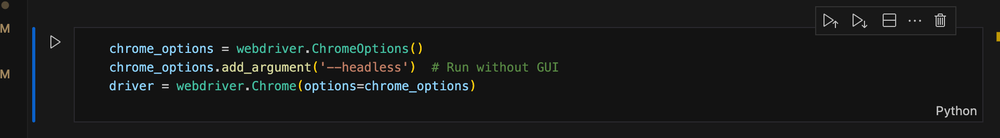 M
M
chrome_options = webdriver.ChromeOptions()
chrome_options.add_argument('--headless')  # Run without GUI
driver = webdriver.Chrome(options=chrome_options)
Python